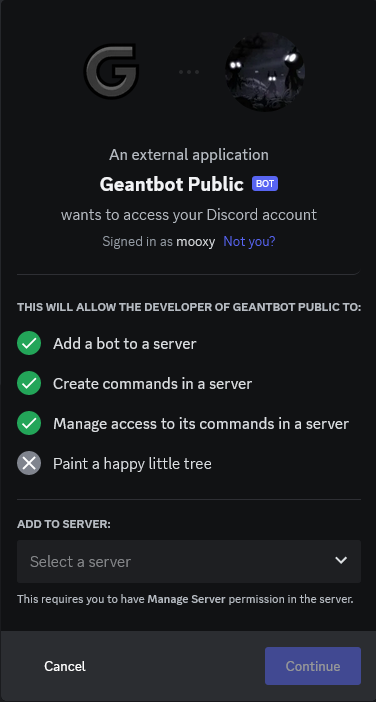 G
An external application
Geantbot Public BOT
wants to access your Discord account
Signed in as mooxy Not you?
THIS WILL ALLOW THE DEVELOPER OF GEANTBOT PUBLIC TO:
Add a bot to a server
Create commands in a server
Manage access to its commands in a server
Paint a happy little tree
ADD TO SERVER:
Select a server
This requires you to have Manage Server permission in the server.
Cancel Continue